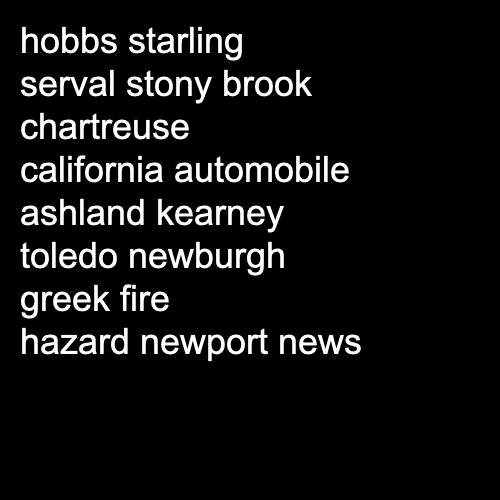 hobbs starling
serval stony brook
chartreuse
california automobile
ashland kearney
toledo newburgh
greek fire
hazard newport news